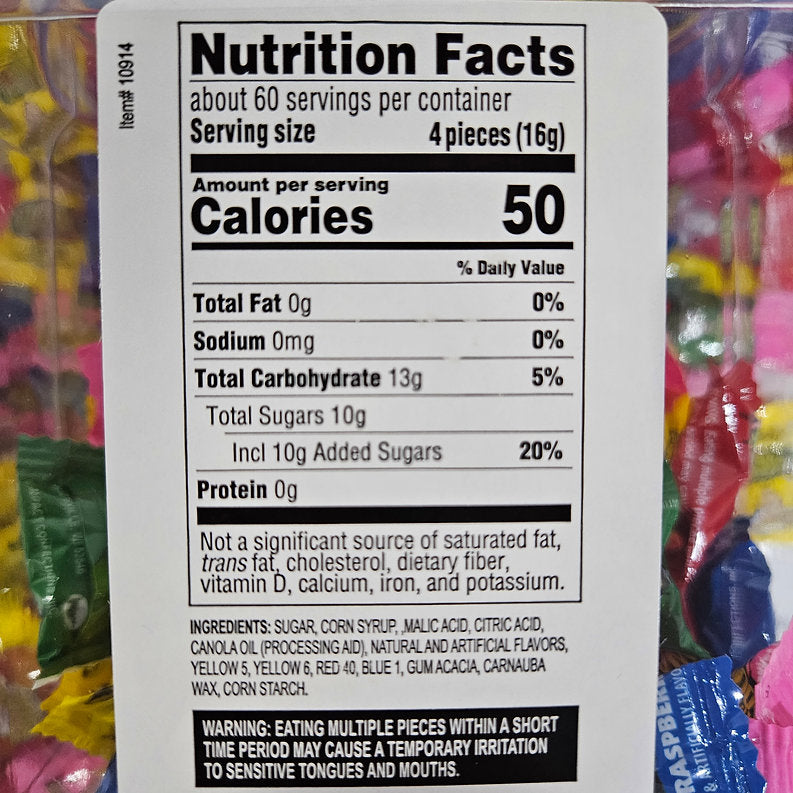 Item# 10914
Nutrition Facts
about 60 servings per container
Serving size 4 pieces (16g)
Amount per serving
Calories 50
% Daily Value
Total Fat 0g 0%
Sodium 0mg 0%
Total Carbohydrate 13g 5%
Total Sugars 10g
Incl 10g Added Sugars 20%
Protein 0g
Not a significant source of saturated fat,
trans fat, cholesterol, dietary fiber,
vitamin D, calcium, iron, and potassium.
INGREDIENTS: SUGAR, CORN SYRUP, ,MALIC ACID, CITRIC ACID,
CANOLA OIL (PROCESSING AID), NATURAL AND ARTIFICIAL FLAVORS,
YELLOW 5, YELLOW 6, RED 40, BLUE 1, GUM ACACIA, CARNAUBA
WAX, CORN STARCH.
WARNING: EATING MULTIPLE PIECES WITHIN A SHORT
TIME PERIOD MAY CAUSE A TEMPORARY IRRITATION
TO SENSITIVE TONGUES AND MOUTHS.